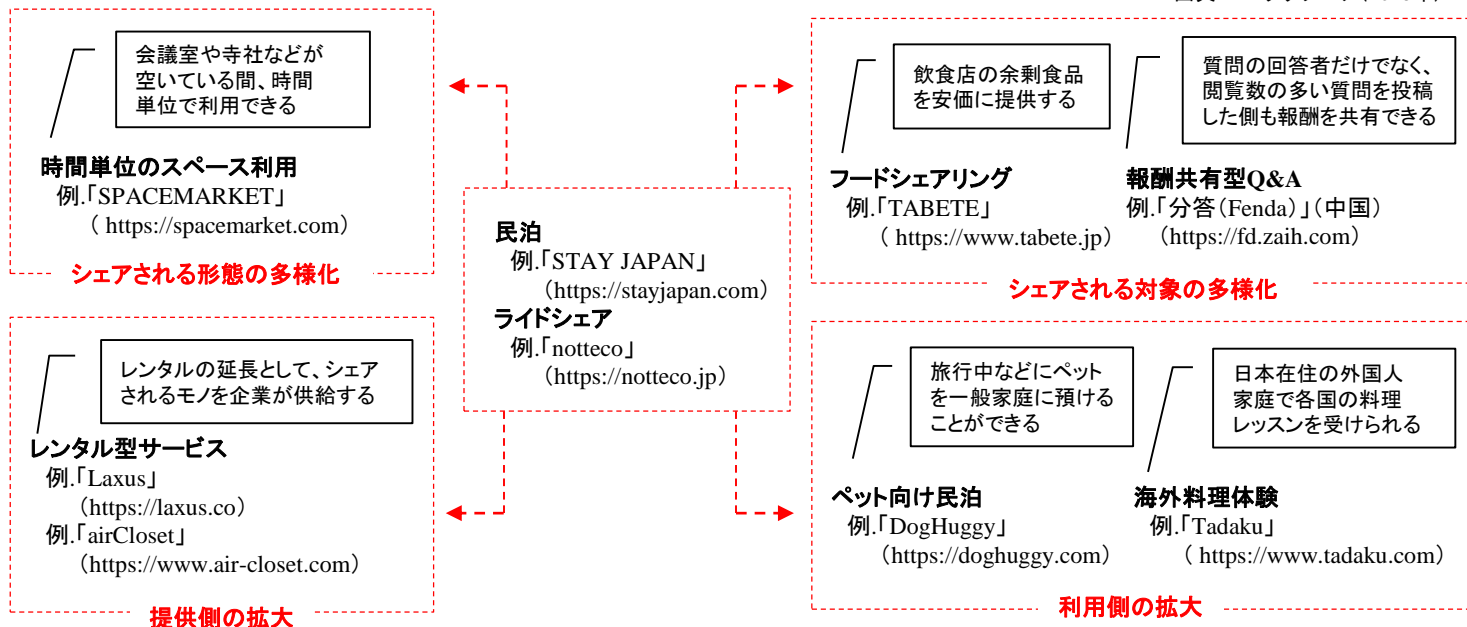 会議室や寺社などが
空いている間、時間
単位で利用できる
時間単位のスペース利用
例.「SPACEMARKET」
( https://spacemarket.com)
シェアされる形態の多様化
飲食店の余剰食品
を安価に提供する
フードシェアリング
例.「TABETE」
( https://www.tabete.jp)
質問の回答者だけでなく、
閲覧数の多い質問を投稿
した側も報酬を共有できる
報酬共有型Q&A
例.「分答(Fenda)」(中国)
(https://fd.zaih.com)
シェアされる対象の多様化
民泊
例.「STAY JAPAN」
(https://stayjapan.com)
ライドシェア
例.「notteco」
(https://notteco.jp)
レンタルの延長として、シェア
されるモノを企業が供給する
レンタル型サービス
例.「Laxus」
(https://laxus.co)
例.「airCloset」
(https://www.air-closet.com)
提供側の拡大
旅行中などにペット
を一般家庭に預ける
ことができる
ペット向け民泊
例.「DogHuggy」
(https://doghuggy.com)
日本在住の外国人
家庭で各国の料理
レッスンを受けられる
海外料理体験
例.「Tadaku」
( https://www.tadaku.com)
利用側の拡大